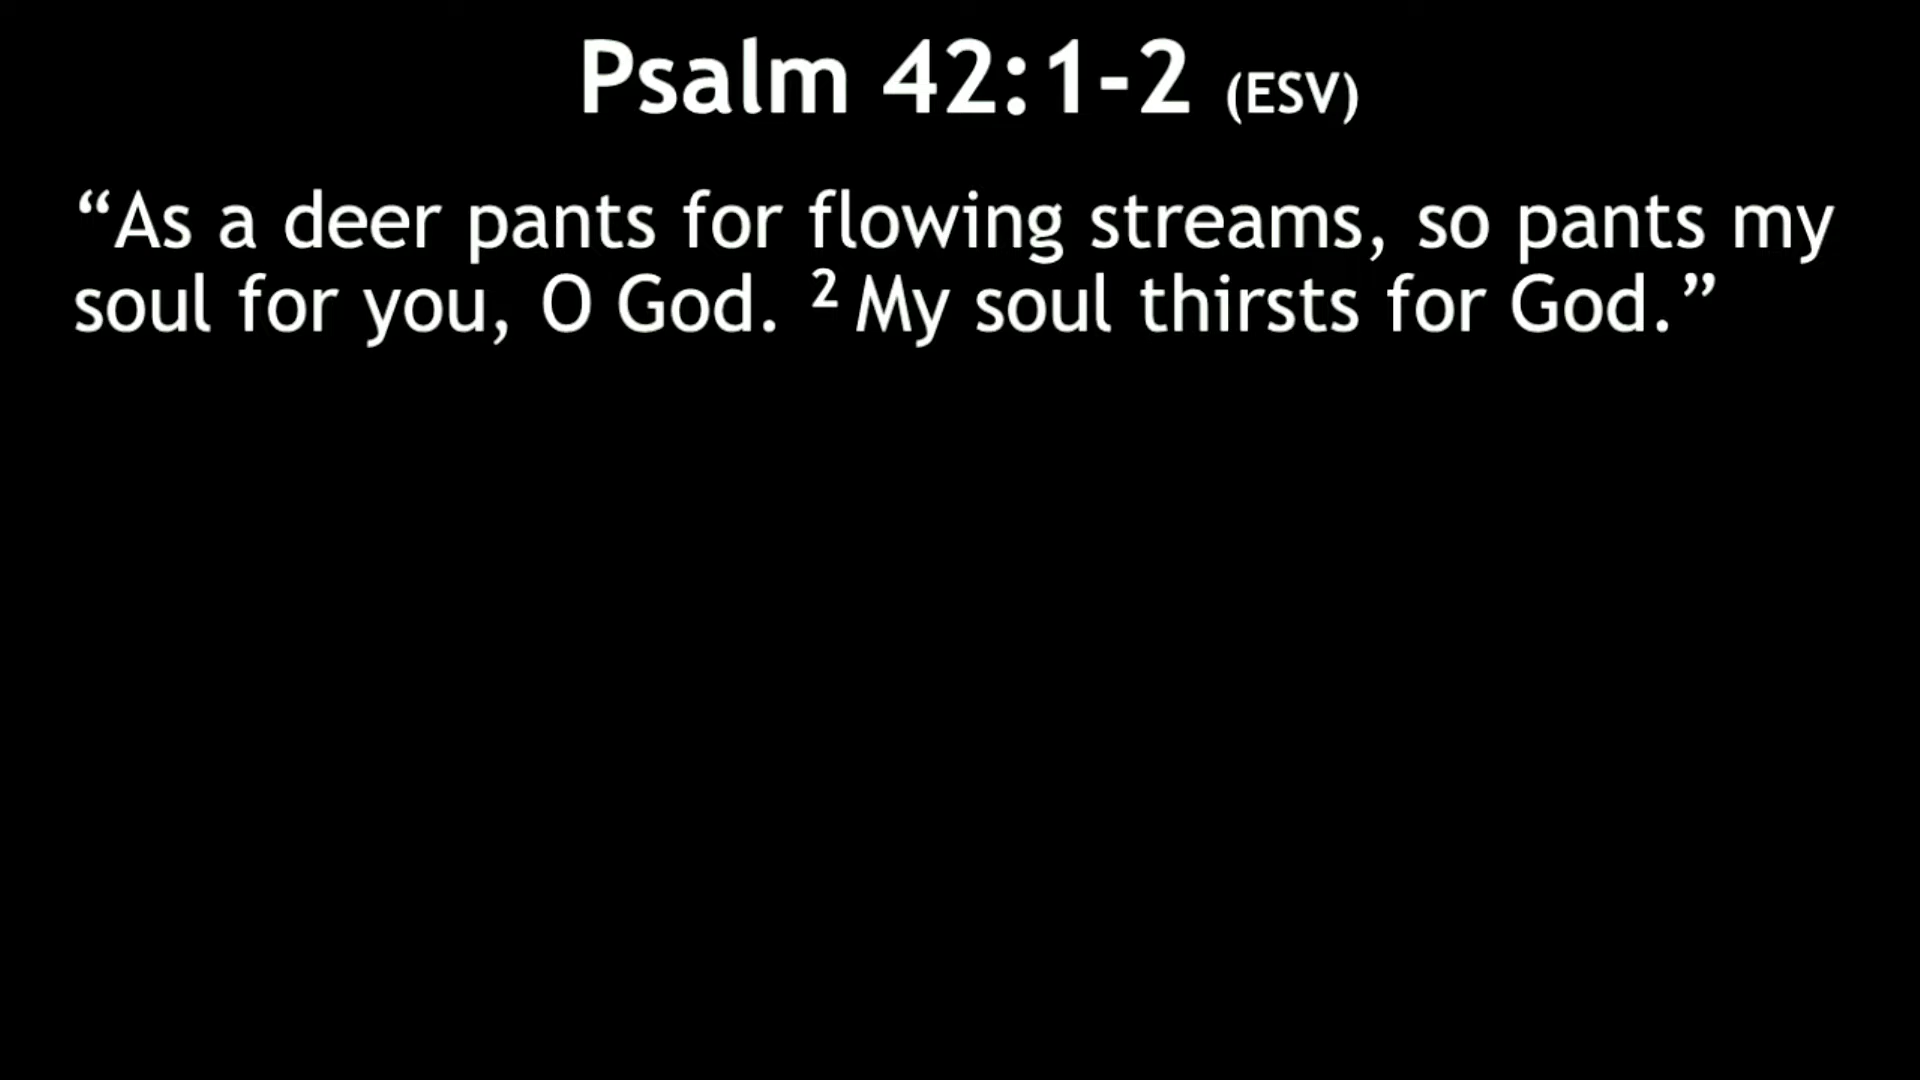 Psalm 42:1-2 (ESV)
“As a deer pants for flowing streams, so pants my
soul for you, O God. ² My soul thirsts for God.”